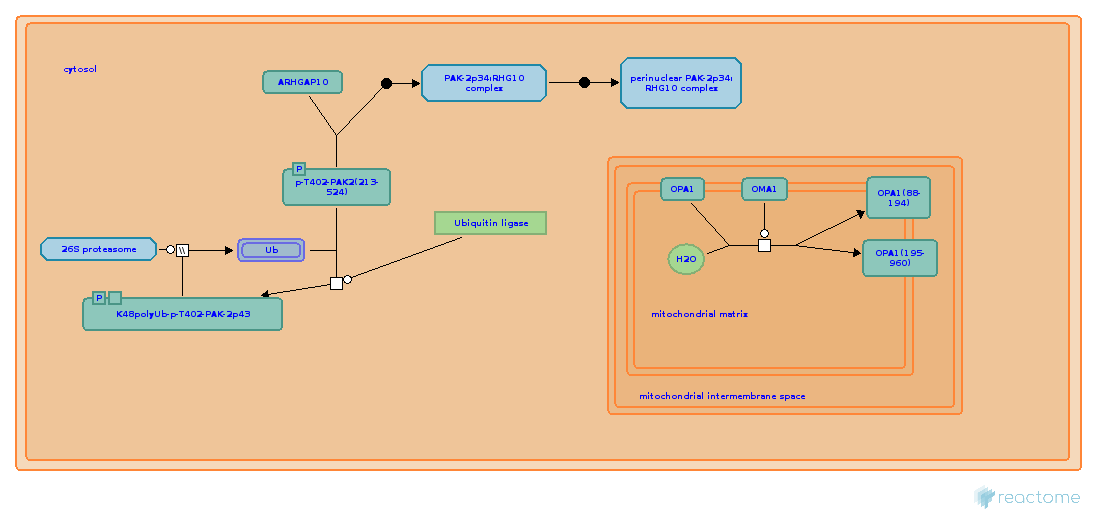 cytosol
ARHGAP10
PAK-2p34:RHG10
complex
perinuclear PAK-2p34:
RHG10 complex
P
p-T402-PAK2(213-
524)
Ubiquitin ligase
26S proteasome
\\
Ub
P
K48polyUb-p-T402-PAK-2p43
OPA1
OMA1
OPA1(88-
194)
H2O
OPA1(195-
960)
mitochondrial matrix
mitochondrial intermembrane space
reactome